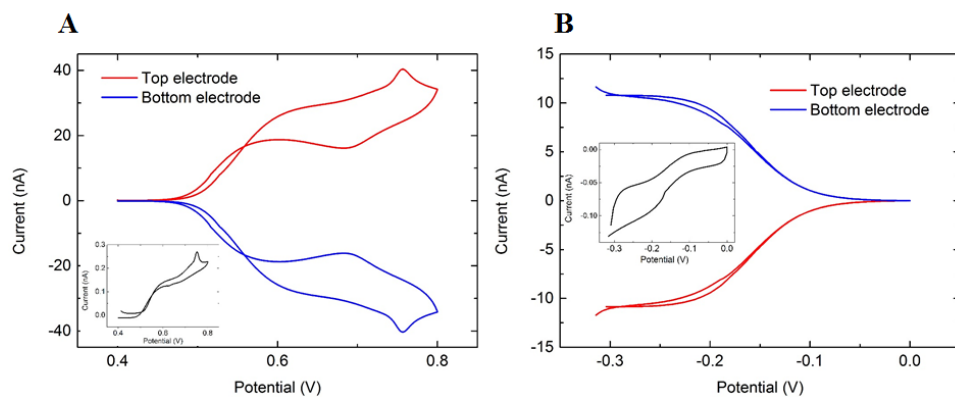 A
Current (nA)
40
20
0
-20
-40
Top electrode
Bottom electrode
Current (nA)
0.3
0.2
0.1
0.0
0.4
0.6
0.8
Potential (V)
0.4
0.6
0.8
Potential (V)
B
Current (nA)
15
10
5
0
-5
-10
-15
Top electrode
Bottom electrode
Current (nA)
0.00
-0.05
-0.10
-0.3
-0.2
-0.1
0.0
Potential (V)
-0.3
-0.2
-0.1
0.0
Potential (V)